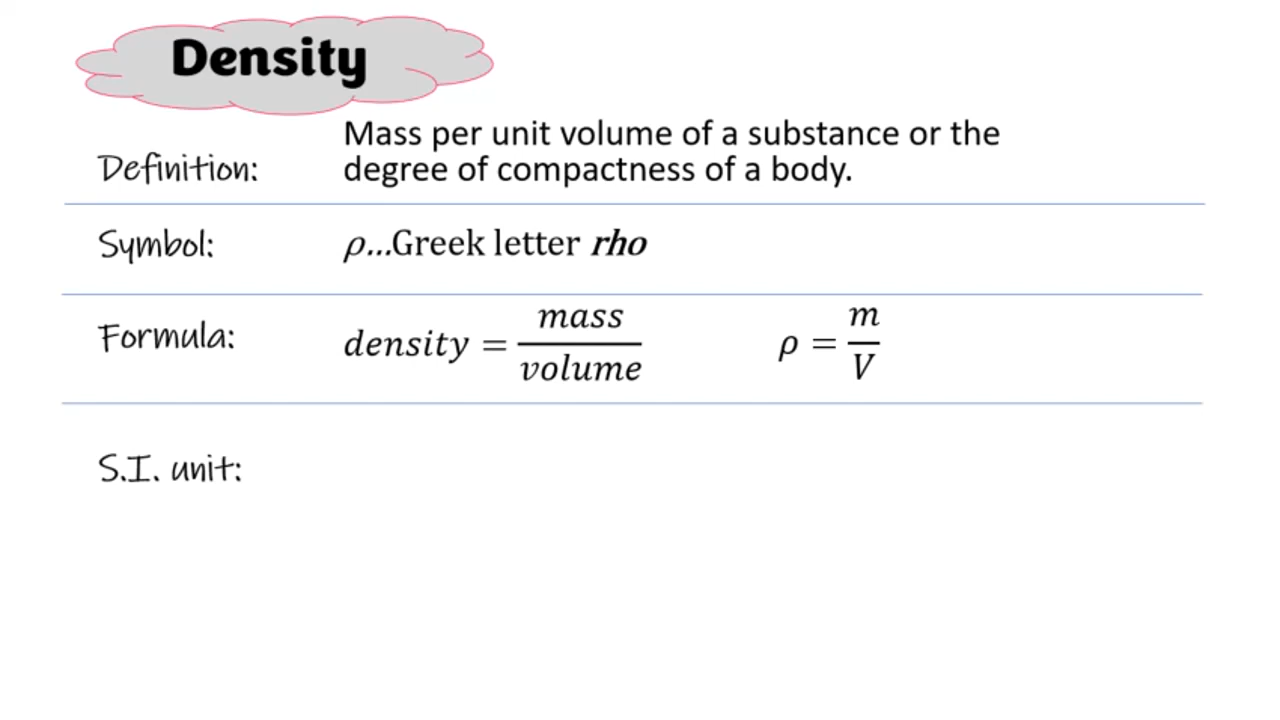 Density
Definition: Mass per unit volume of a substance or the
degree of compactness of a body.
Symbol: ρ...Greek letter rho
Formula: density = mass/volume ρ = m/V
S.I. unit: